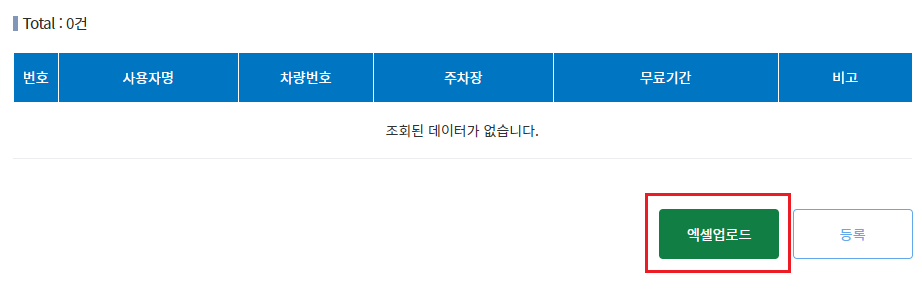 Total : 0건
번호 사용자명 차량번호 주차장 무료기간 비고
조회된 데이터가 없습니다.
엑셀업로드 등록